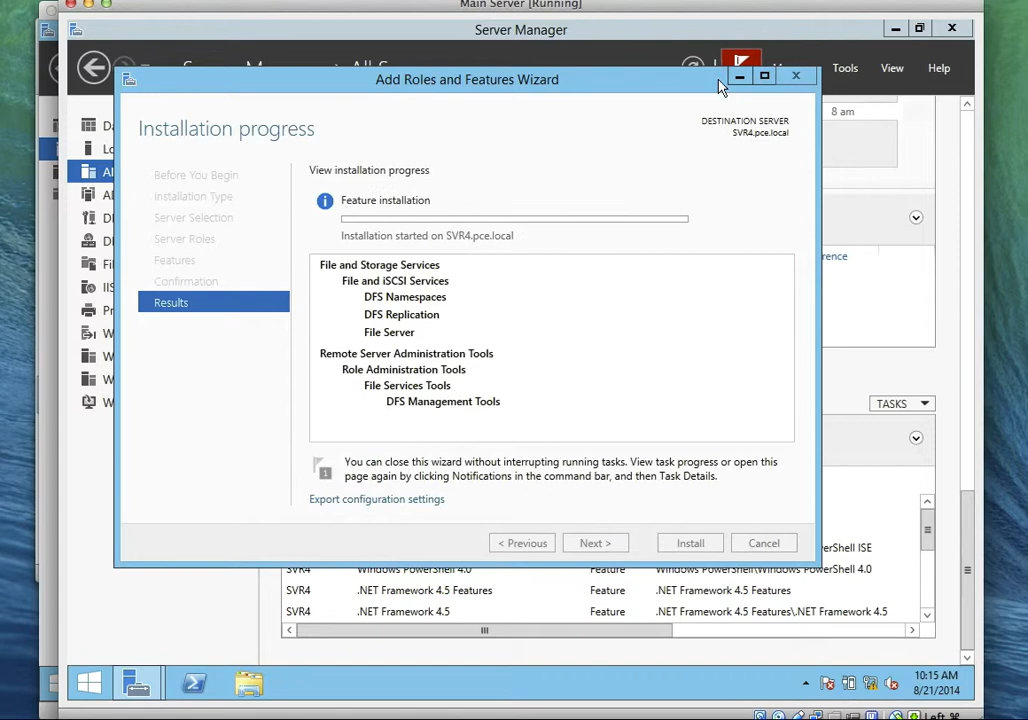 Main Server [Running]
Server Manager
Tools
View
Help
Add Roles and Features Wizard
8 am
Installation progress
DESTINATION SERVER
SVR4.pce.local
Before You Begin
Installation Type
Server Selection
Server Roles
Features
Confirmation
Results
View installation progress
Feature installation
Installation started on SVR4.pce.local
File and Storage Services
File and iSCSI Services
DFS Namespaces
DFS Replication
File Server
Remote Server Administration Tools
Role Administration Tools
File Services Tools
DFS Management Tools
TASKS
1
You can close this wizard without interrupting running tasks. View task progress or open this
page again by clicking Notifications in the command bar, and then Task Details.
Export configuration settings
< Previous
Next >
Install
Cancel
PowerShell ISE
SVR4 Windows PowerShell 4.0 Feature Windows PowerShell\Windows PowerShell 4.0
SVR4 .NET Framework 4.5 Features Feature .NET Framework 4.5 Features
SVR4 .NET Framework 4.5 Feature .NET Framework 4.5 Features\.NET Framework 4.5
10:15 AM
8/21/2014
Left ⌘